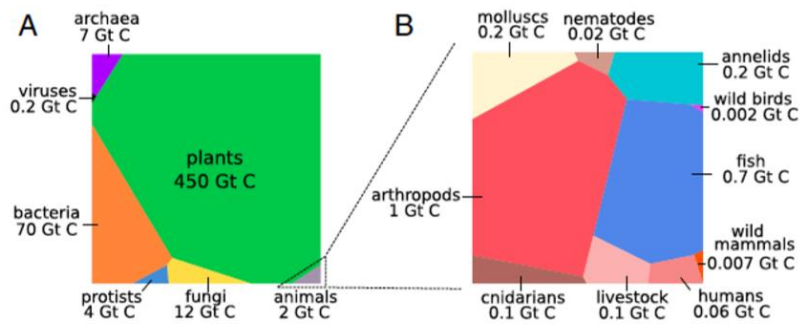 A
archaea
7 Gt C
viruses
0.2 Gt C
plants
450 Gt C
bacteria
70 Gt C
protists
4 Gt C
fungi
12 Gt C
animals
2 Gt C
B
molluscs
0.2 Gt C
nematodes
0.02 Gt C
annelids
0.2 Gt C
wild birds
0.002 Gt C
fish
0.7 Gt C
arthropods
1 Gt C
wild
mammals
0.007 Gt C
cnidarians
0.1 Gt C
livestock
0.1 Gt C
humans
0.06 Gt C